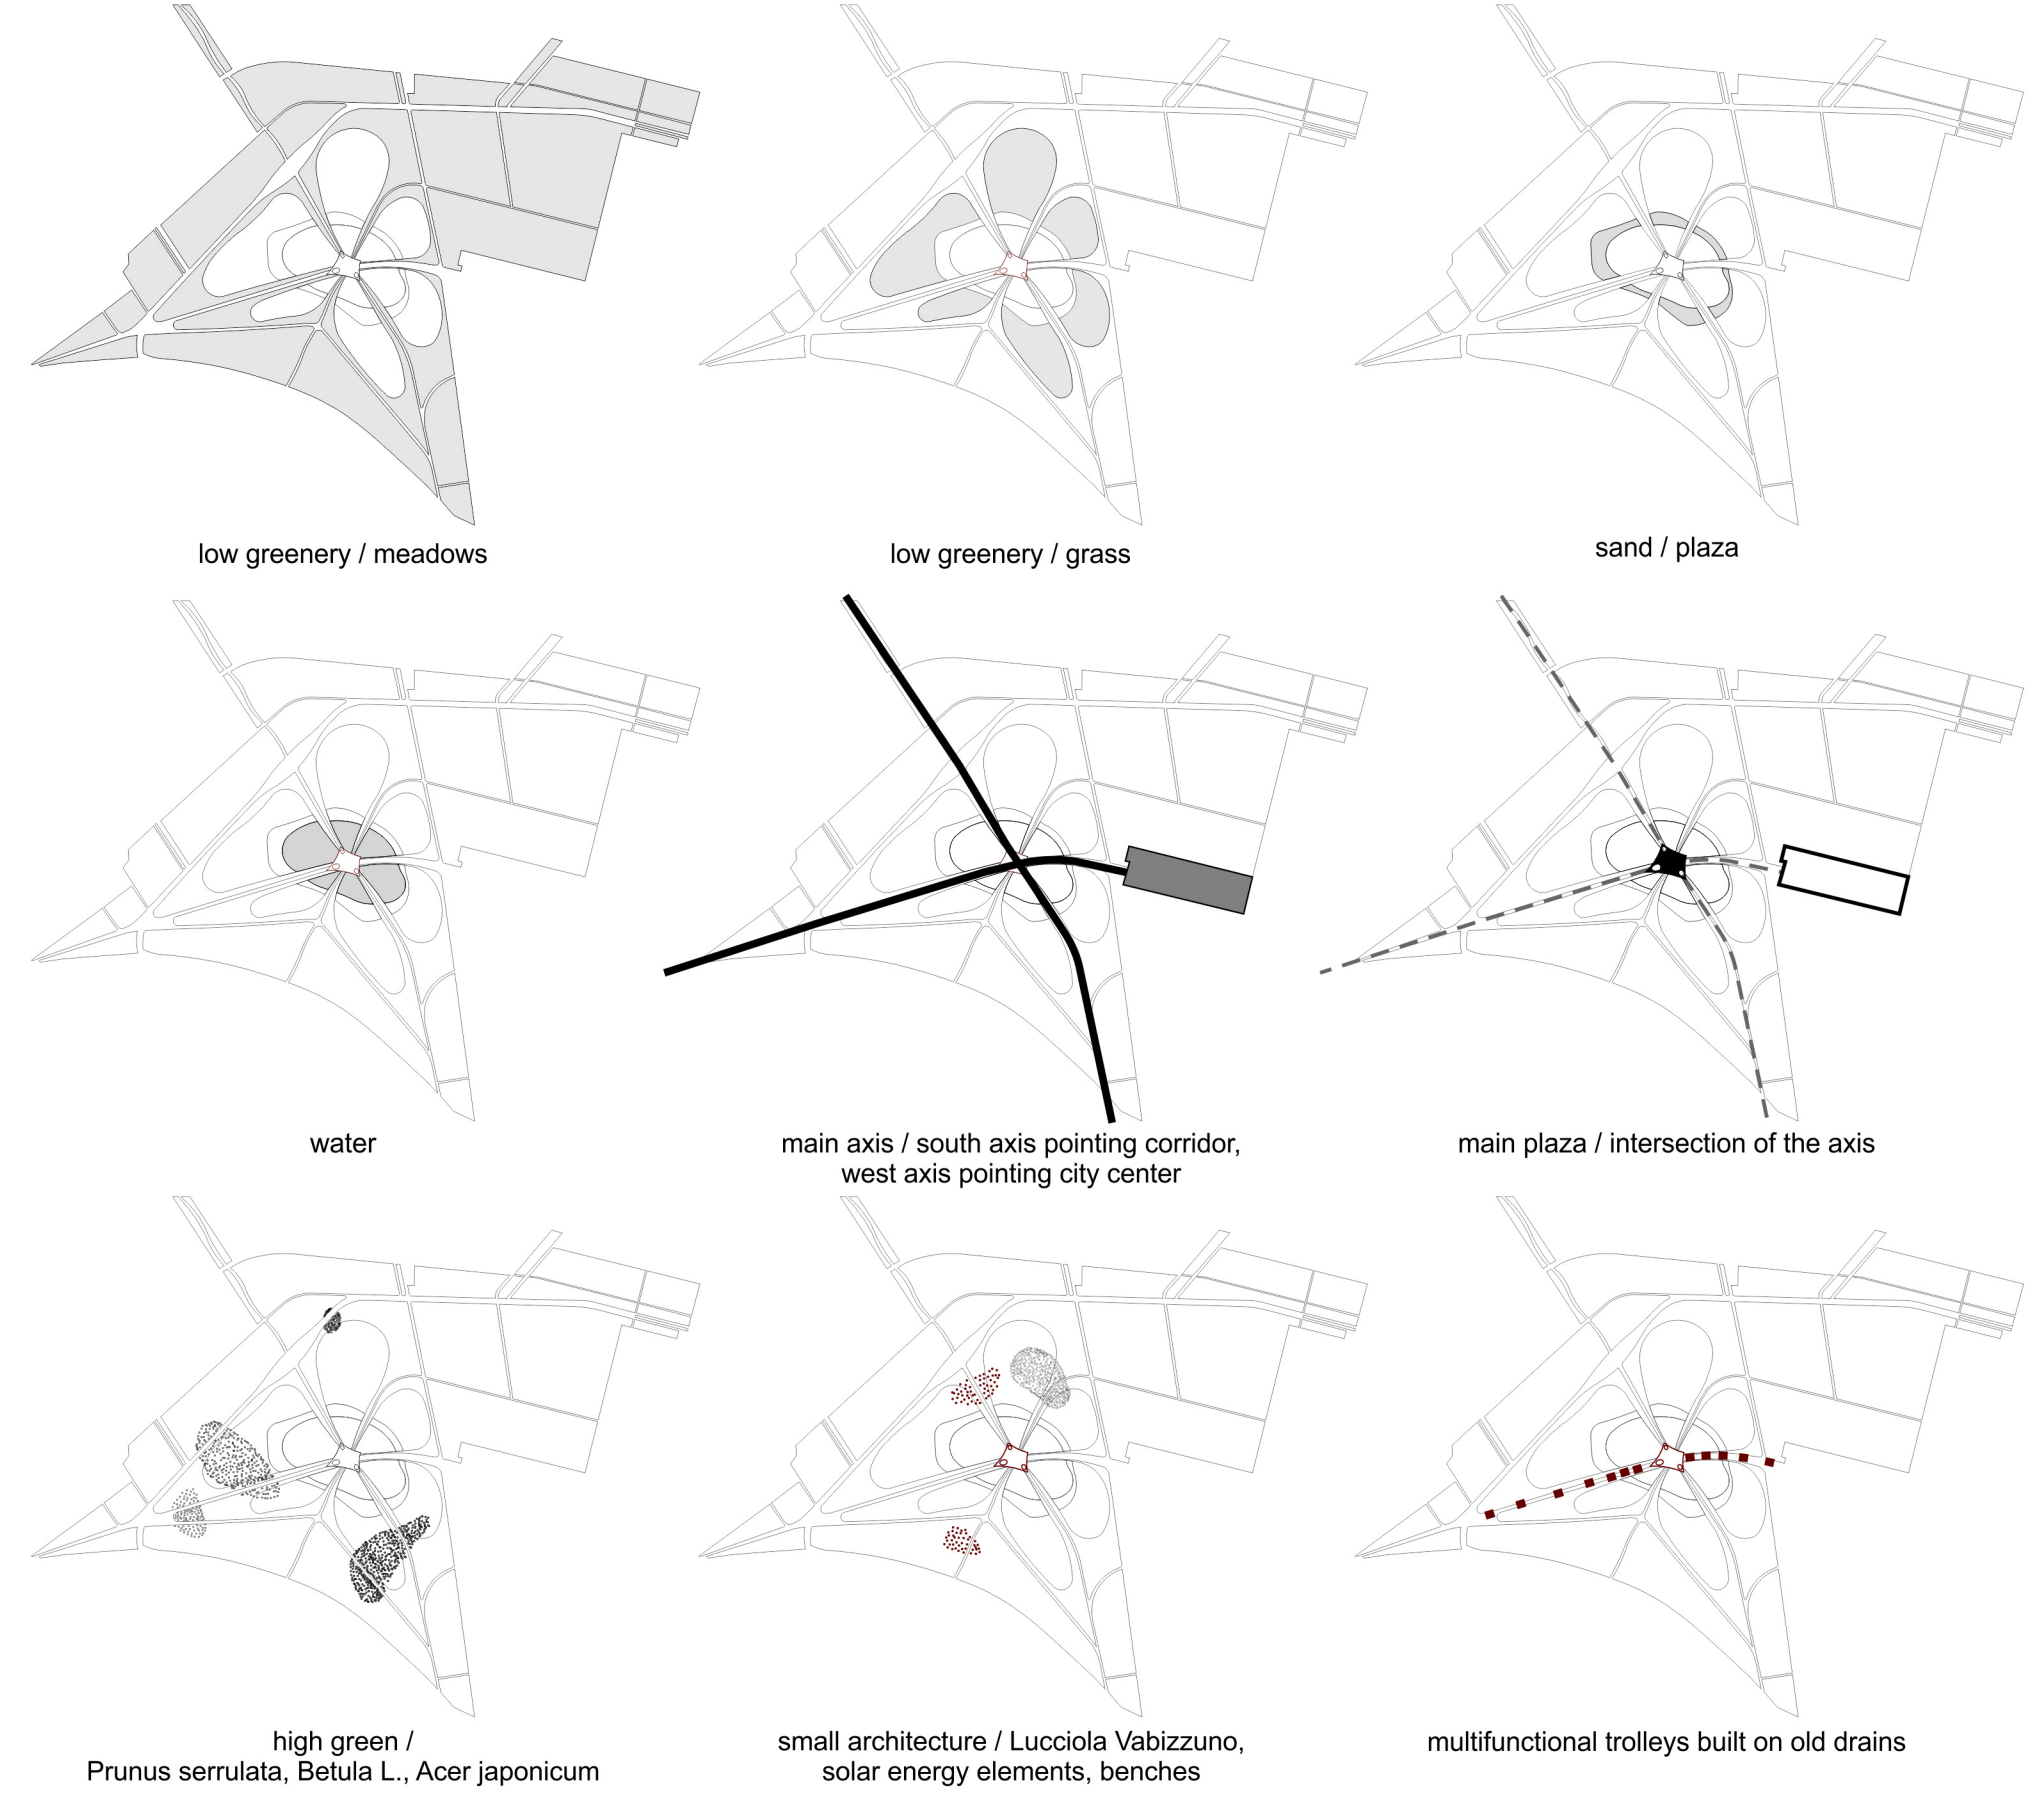 low greenery / meadows
low greenery / grass
sand / plaza
water
main axis / south axis pointing corridor,
west axis pointing city center
main plaza / intersection of the axis
high green /
Prunus serrulata, Betula L., Acer japonicum
small architecture / Lucciola Vabizzuno,
solar energy elements, benches
multifunctional trolleys built on old drains